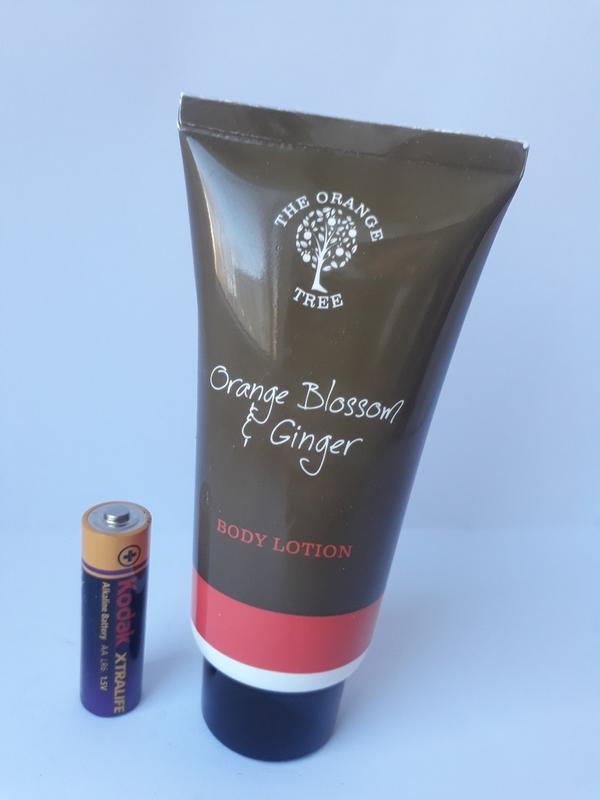 THE ORANGE
TREE
Orange Blossom
& Ginger
BODY LOTION
Kodak XTRALIFE
Alkaline Battery AA LR6 1.5V
+